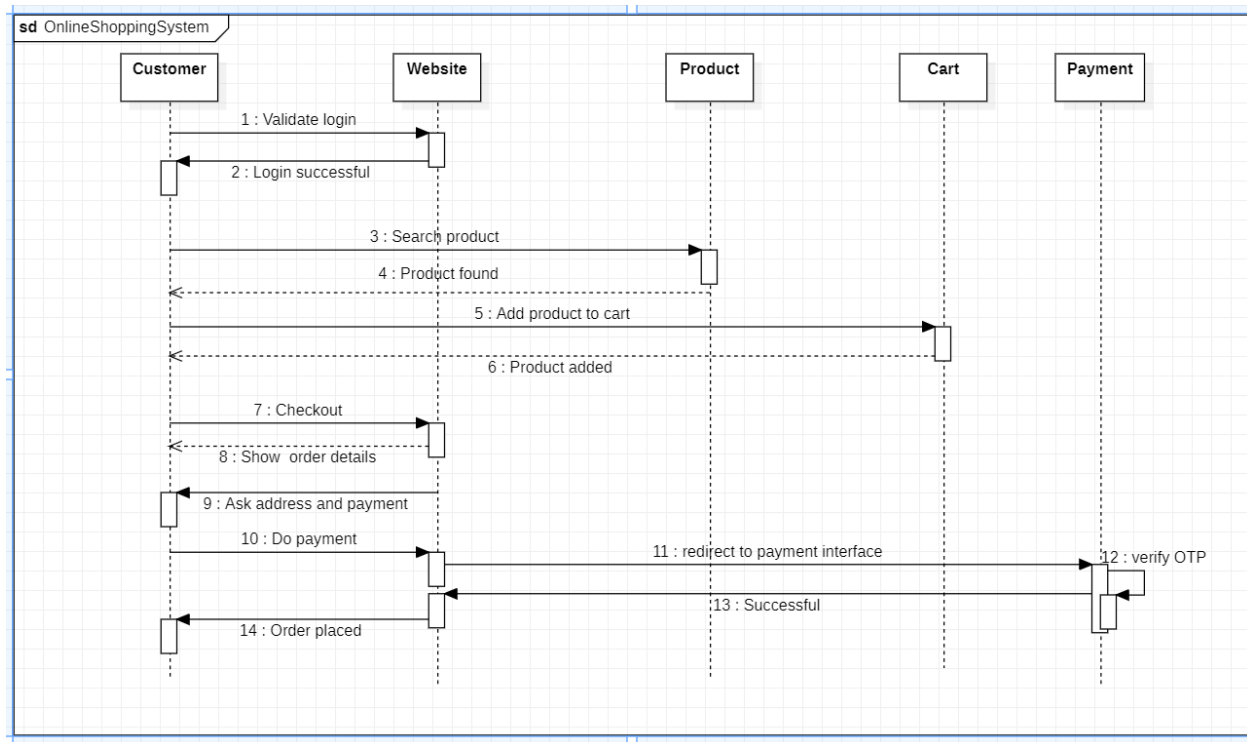 sd OnlineShoppingSystem
Customer
Website
Product
Cart
Payment
1 : Validate login
2 : Login successful
3 : Search product
4 : Product found
5 : Add product to cart
6 : Product added
7 : Checkout
8 : Show  order details
9 : Ask address and payment
10 : Do payment
11 : redirect to payment interface
12 : verify OTP
13 : Successful
14 : Order placed